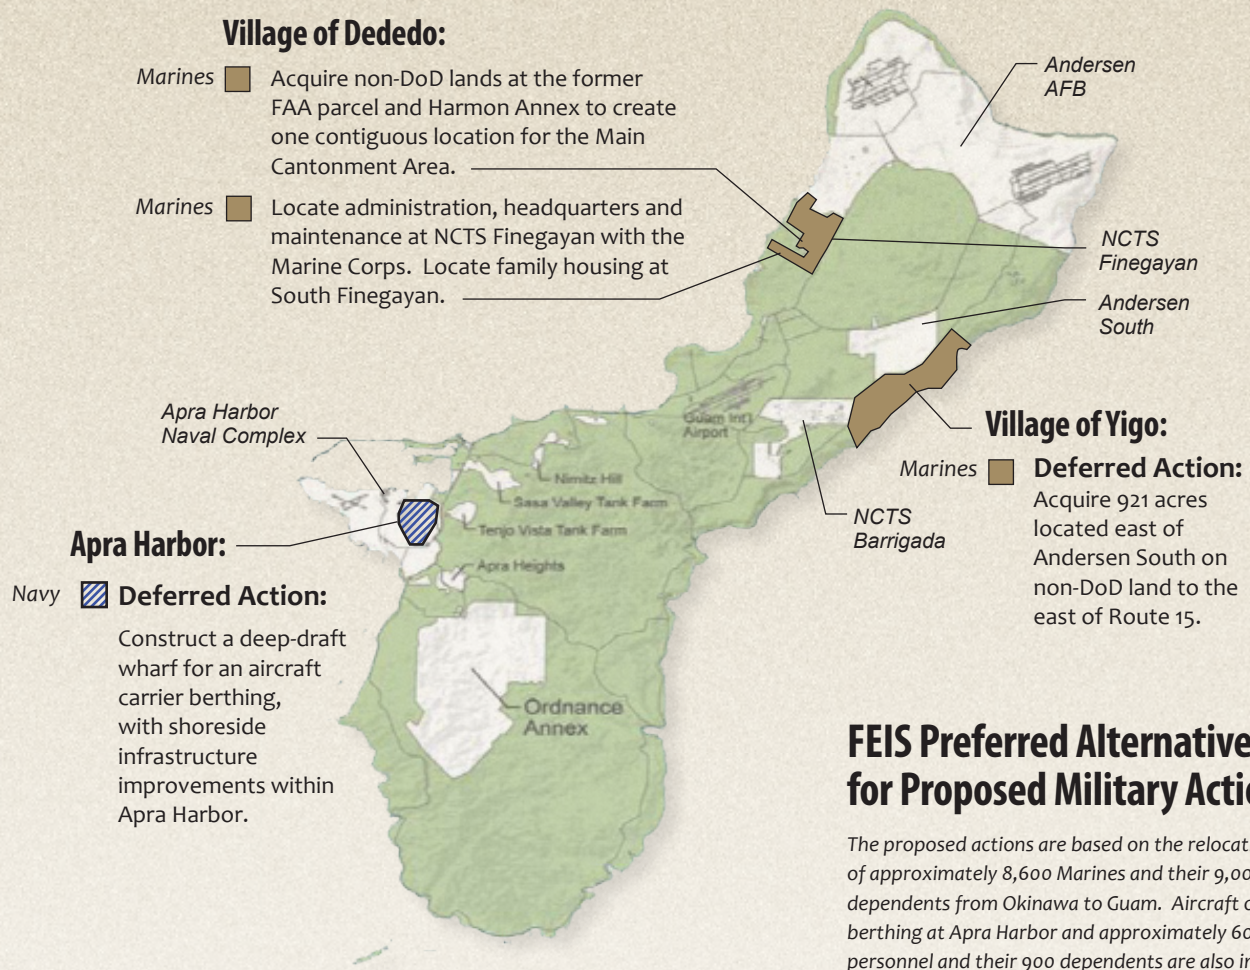 Village of Dededo:
Marines
Acquire non-DoD lands at the former
FAA parcel and Harmon Annex to create
one contiguous location for the Main
Cantonment Area.
Marines
Locate administration, headquarters and
maintenance at NCTS Finegayan with the
Marine Corps. Locate family housing at
South Finegayan.
Andersen
AFB
NCTS
Finegayan
Andersen
South
Apra Harbor
Naval Complex
Guam Int'l
Airport
Nimitz Hill
Sasa Valley Tank Farm
Tenjo Vista Tank Farm
Apra Heights
Ordnance
Annex
NCTS
Barrigada
Village of Yigo:
Marines
Deferred Action:
Acquire 921 acres
located east of
Andersen South on
non-DoD land to the
east of Route 15.
Apra Harbor:
Navy
Deferred Action:
Construct a deep-draft
wharf for an aircraft
carrier berthing,
with shoreside
infrastructure
improvements within
Apra Harbor.
FEIS Preferred Alternative
for Proposed Military Actio
The proposed actions are based on the relocat
of approximately 8,600 Marines and their 9,00
dependents from Okinawa to Guam. Aircraft c
berthing at Apra Harbor and approximately 60
personnel and their 900 dependents are also in